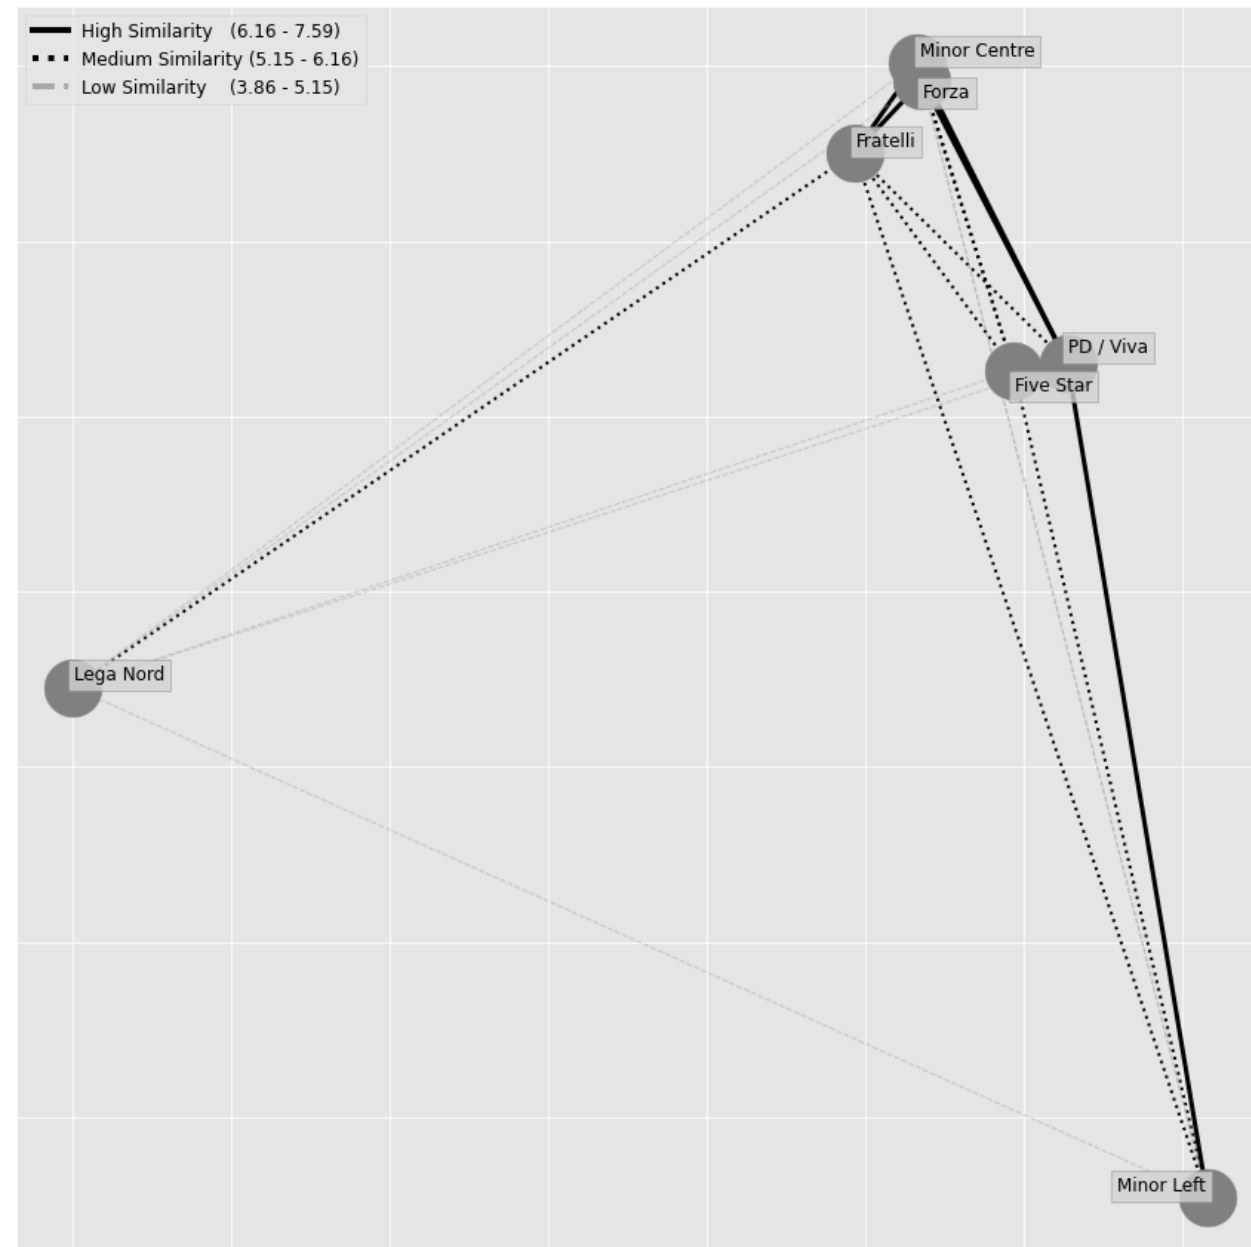 High Similarity (6.16 - 7.59)
Medium Similarity (5.15 - 6.16)
Low Similarity (3.86 - 5.15)
Minor Centre
Forza
Fratelli
PD / Viva
Five Star
Lega Nord
Minor Left